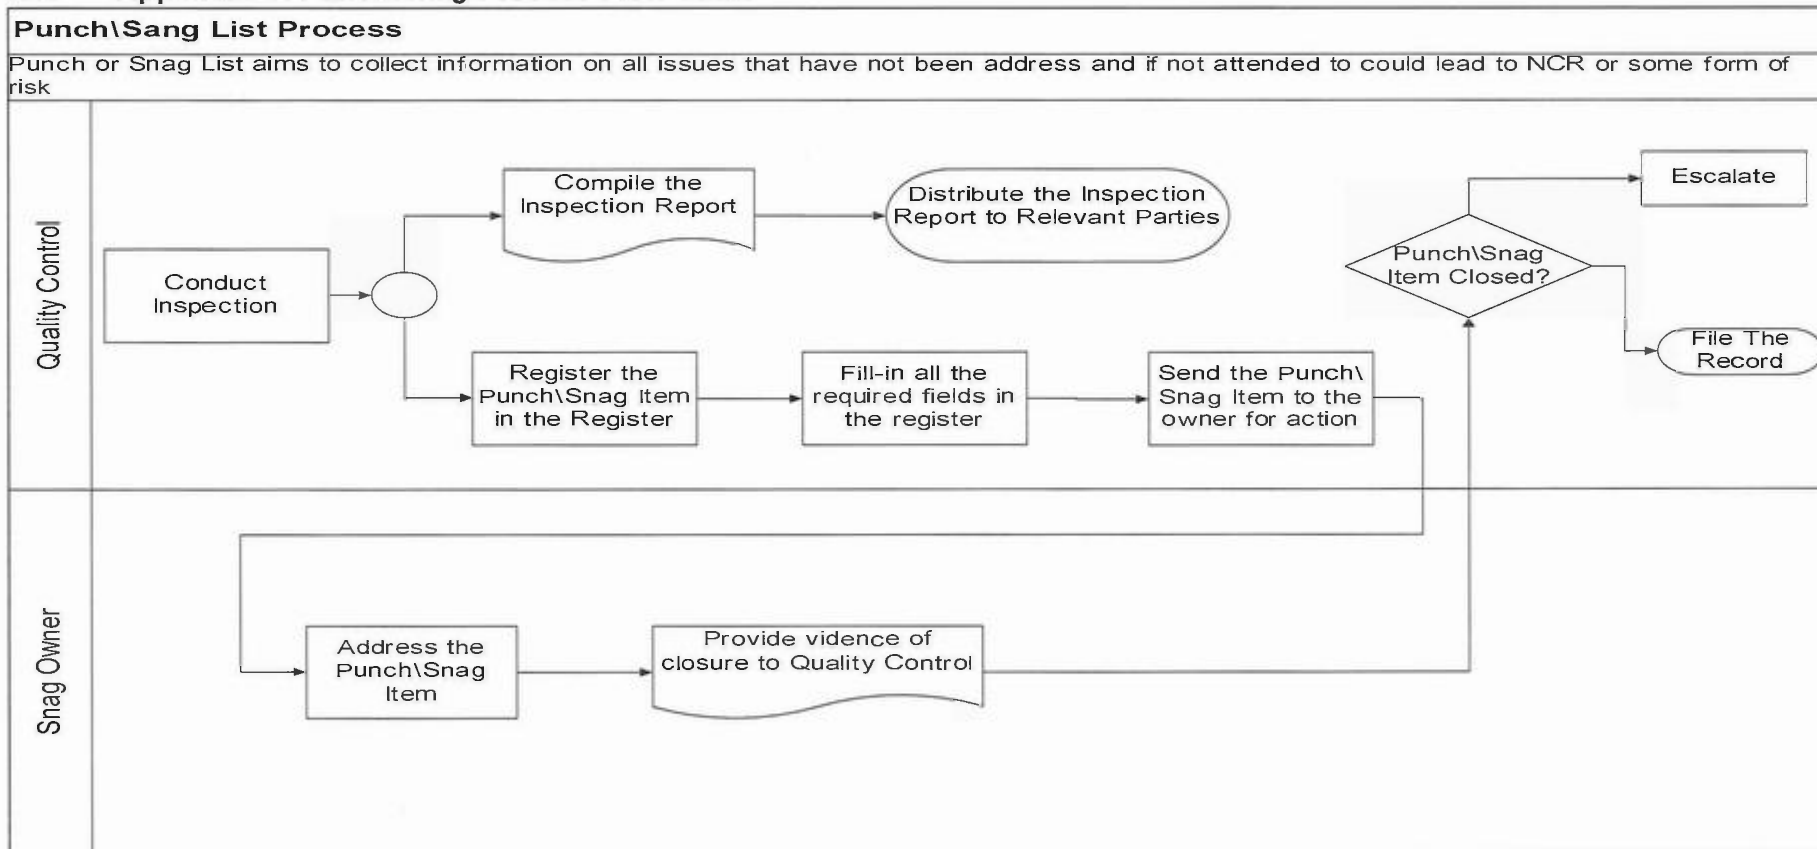 Punch\Sang List Process
Punch or Snag List aims to collect information on all issues that have not been address and if not attended to could lead to NCR or some form of
risk
Quality Control
Conduct
Inspection
Compile the
Inspection Report
Distribute the Inspection
Report to Relevant Parties
Register the
Punch\Snag Item
in the Register
Fill-in all the
required fields in
the register
Send the Punch\
Snag Item to the
owner for action
Punch\Snag
Item Closed?
Escalate
File The
Record
Snag Owner
Address the
Punch\Snag
Item
Provide vidence of
closure to Quality Control